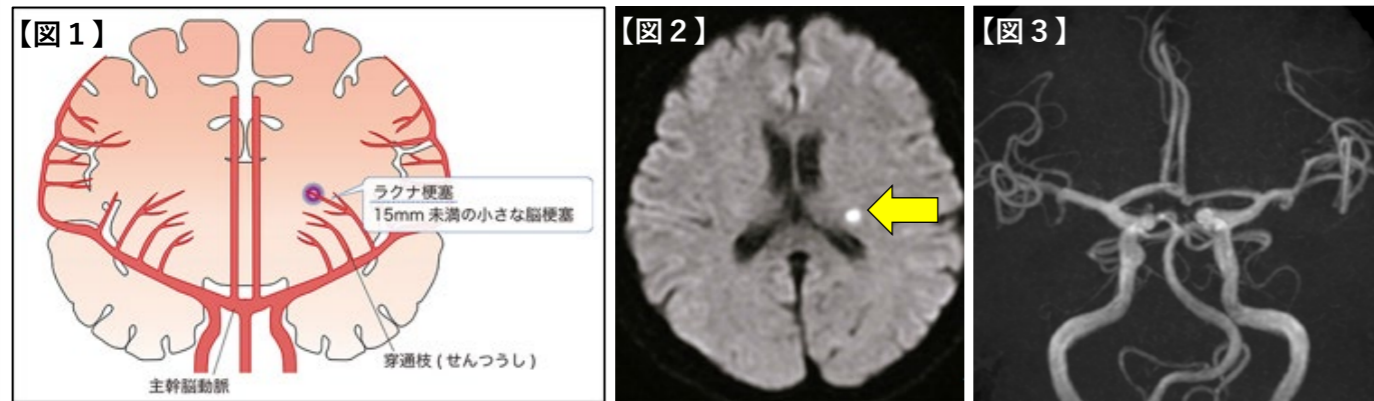 【図1】
ラクナ梗塞
15mm 未満の小さな脳梗塞
穿通枝 ( せんつうし )
主幹脳動脈
【図2】
【図3】